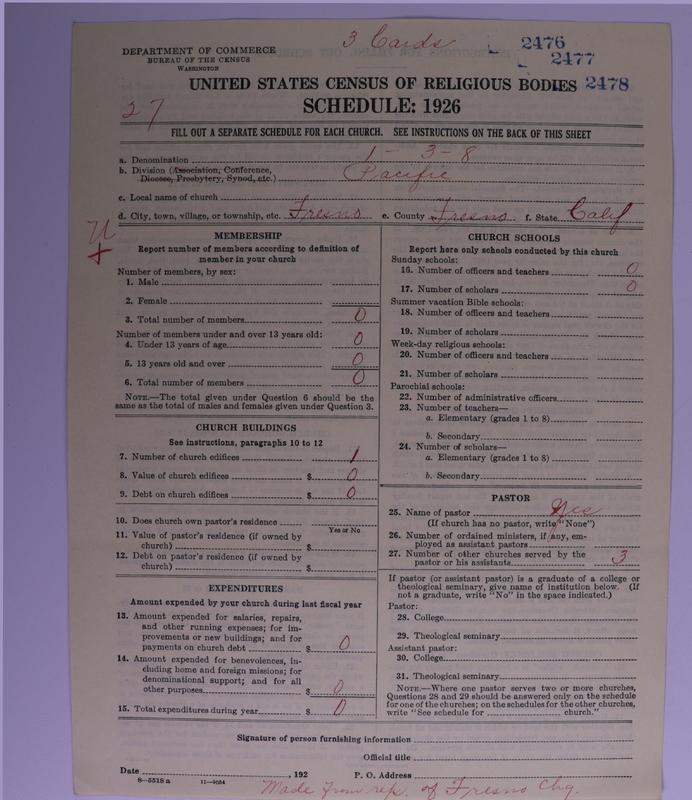 3 Cards
2476
2477
2478
DEPARTMENT OF COMMERCE
BUREAU OF THE CENSUS
WASHINGTON
UNITED STATES CENSUS OF RELIGIOUS BODIES
SCHEDULE: 1926
27
FILL OUT A SEPARATE SCHEDULE FOR EACH CHURCH. SEE INSTRUCTIONS ON THE BACK OF THIS SHEET
a. Denomination 1-3-8
b. Division (Association, Conference, Diocese, Presbytery, Synod, etc.) Pacific
c. Local name of church
d. City, town, village, or township, etc. Fresno e. County Fresno f. State Calif
U
+
MEMBERSHIP
Report number of members according to definition of
member in your church
Number of members, by sex:
1. Male
2. Female
3. Total number of members 0
Number of members under and over 13 years old:
4. Under 13 years of age 0
5. 13 years old and over 0
6. Total number of members 0
NOTE.—The total given under Question 6 should be the
same as the total of males and females given under Question 3.
CHURCH BUILDINGS
See instructions, paragraphs 10 to 12
7. Number of church edifices 1
8. Value of church edifices $ 0
9. Debt on church edifices $ 0
10. Does church own pastor's residence
Yes or No
11. Value of pastor's residence (if owned by
church) $
12. Debt on pastor's residence (if owned by
church) $
EXPENDITURES
Amount expended by your church during last fiscal year
13. Amount expended for salaries, repairs,
and other running expenses; for im-
provements or new buildings; and for
payments on church debt $ 0
14. Amount expended for benevolences, in-
cluding home and foreign missions; for
denominational support; and for all
other purposes $ 0
15. Total expenditures during year $ 0
CHURCH SCHOOLS
Report here only schools conducted by this church
Sunday schools:
16. Number of officers and teachers 0
17. Number of scholars 0
Summer vacation Bible schools:
18. Number of officers and teachers
19. Number of scholars
Week-day religious schools:
20. Number of officers and teachers
21. Number of scholars
Parochial schools:
22. Number of administrative officers
23. Number of teachers—
a. Elementary (grades 1 to 8)
b. Secondary
24. Number of scholars—
a. Elementary (grades 1 to 8)
b. Secondary
PASTOR
25. Name of pastor Yes
(If church has no pastor, write "None")
26. Number of ordained ministers, if any, em-
ployed as assistant pastors
27. Number of other churches served by the
pastor or his assistants 3
If pastor (or assistant pastor) is a graduate of a college or
theological seminary, give name of institution below. (If
not a graduate, write "No" in the space indicated.)
Pastor:
28. College
29. Theological seminary
Assistant pastor:
30. College
31. Theological seminary
NOTE.—Where one pastor serves two or more churches,
Questions 28 and 29 should be answered only on the schedule
for one of the churches; on the schedules for the other churches,
write "See schedule for church."
Signature of person furnishing information
Official title
Date , 192 P. O. Address
8—5518 a 11—9034
Made from rep. of Fresno Chg.